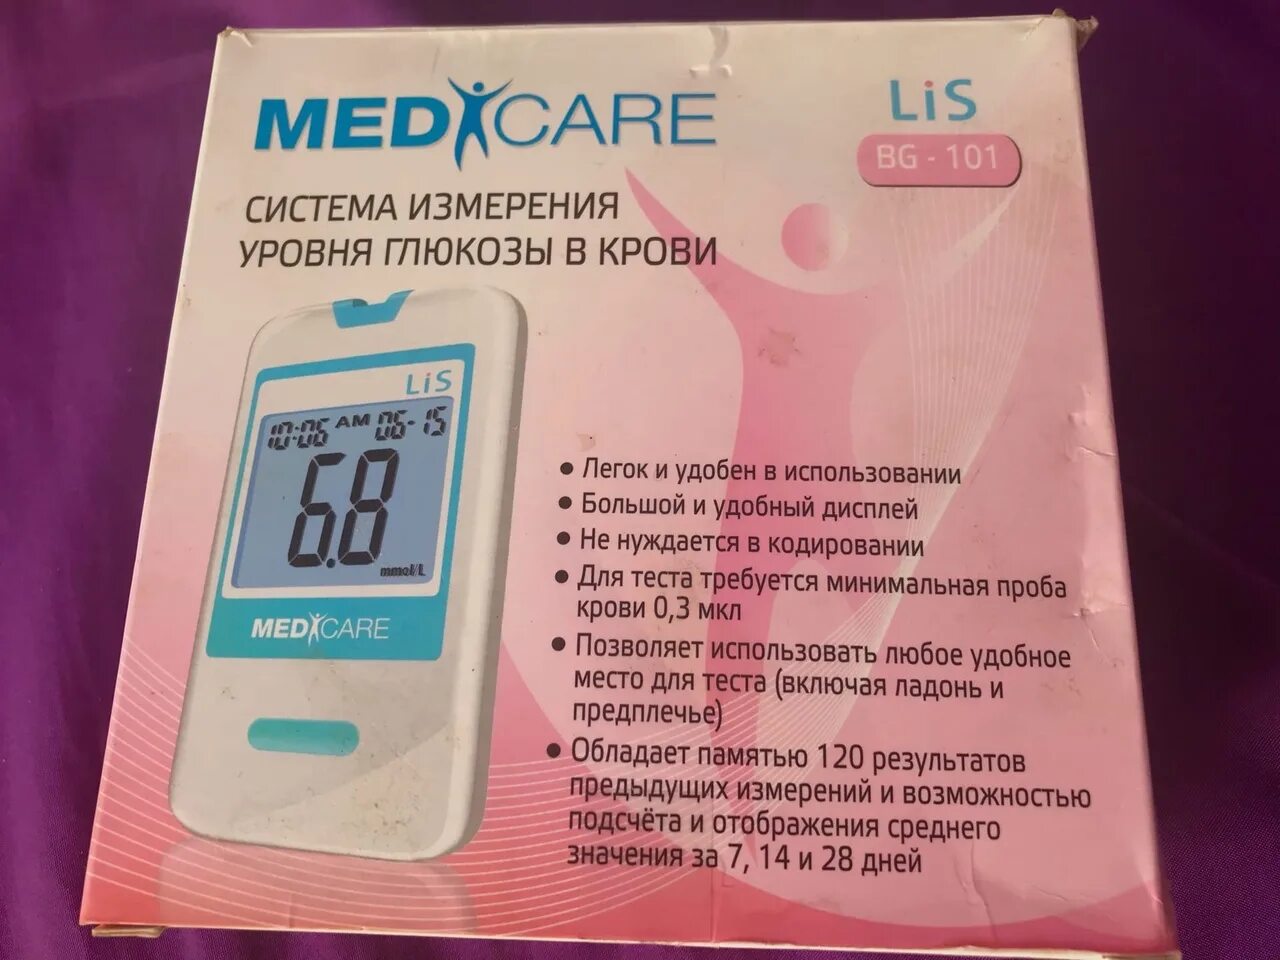 MEDICARE
LiS
BG - 101
СИСТЕМА ИЗМЕРЕНИЯ
УРОВНЯ ГЛЮКОЗЫ В КРОВИ
LiS
10:06 AM 06-15
6.8
mmol/L
MEDICARE
• Легок и удобен в использовании
• Большой и удобный дисплей
• Не нуждается в кодировании
• Для теста требуется минимальная проба
крови 0,3 мкл
• Позволяет использовать любое удобное
место для теста (включая ладонь и
предплечье)
• Обладает памятью 120 результатов
предыдущих измерений и возможностью
подсчёта и отображения среднего
значения за 7, 14 и 28 дней